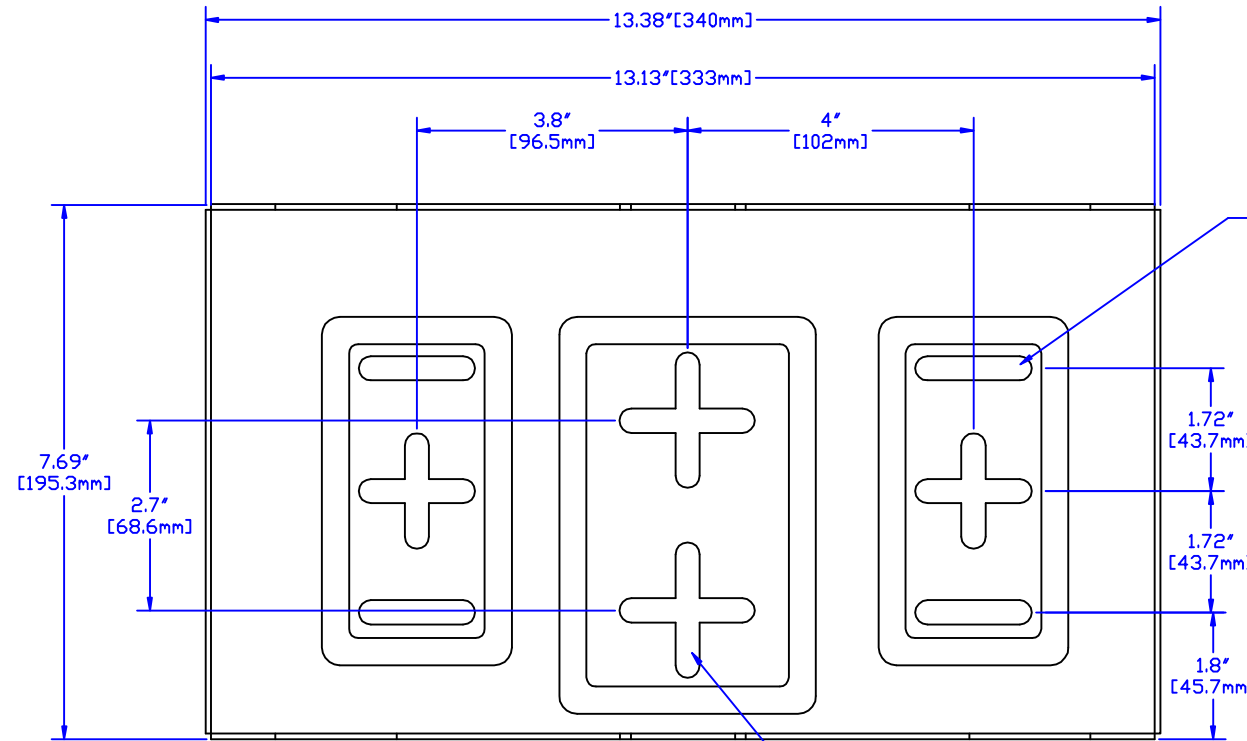 13.38"[340mm]
13.13"[333mm]
3.8"
[96.5mm]
4"
[102mm]
7.69"
[195.3mm]
2.7"
[68.6mm]
1.72"
[43.7mm]
1.72"
[43.7mm]
1.8"
[45.7mm